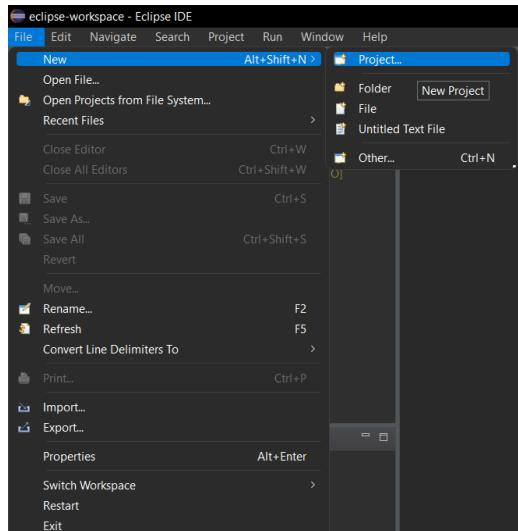 eclipse-workspace - Eclipse IDE
File Edit Navigate Search Project Run Window Help
New Alt+Shift+N >
Open File...
Open Projects from File System...
Recent Files >
Close Editor Ctrl+W
Close All Editors Ctrl+Shift+W
Save Ctrl+S
Save As...
Save All Ctrl+Shift+S
Revert
Move...
Rename... F2
Refresh F5
Convert Line Delimiters To >
Print... Ctrl+P
Import...
Export...
Properties Alt+Enter
Switch Workspace >
Restart
Exit
Project...
Folder
New Project
File
Untitled Text File
Other... Ctrl+N